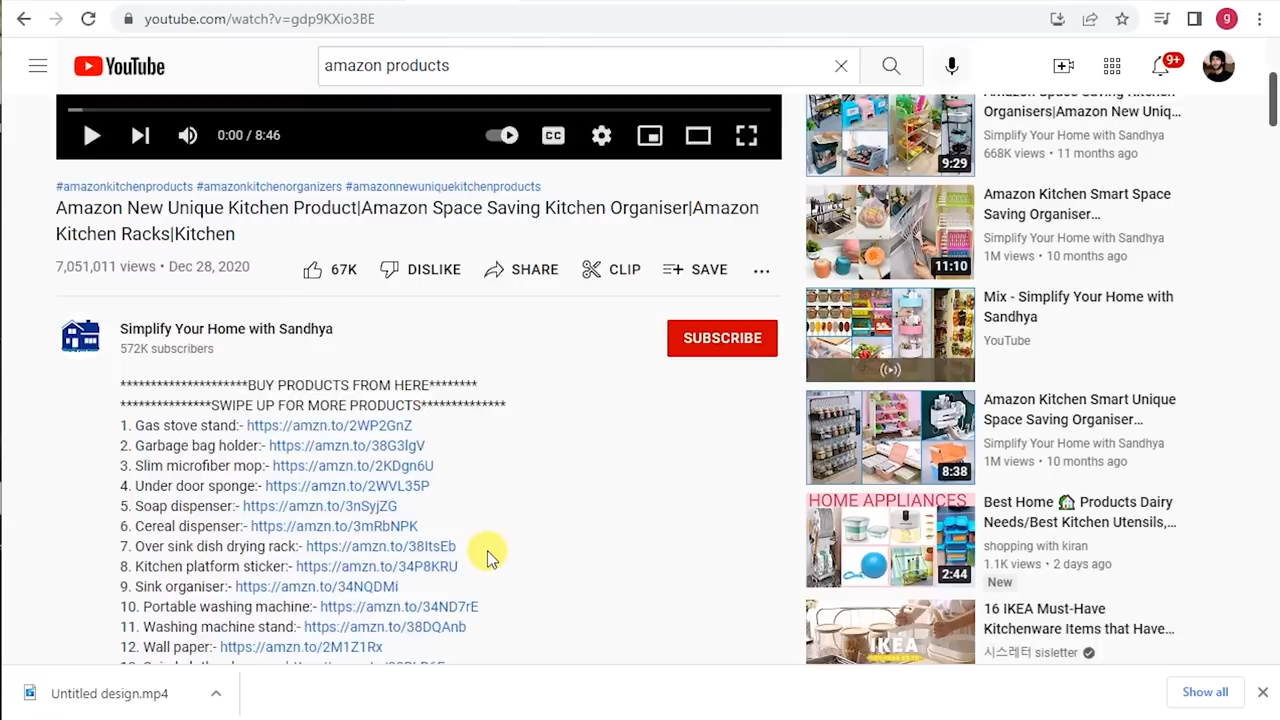 youtube.com/watch?v=gdp9KXio3BE
g
YouTube
amazon products
9+
0:00 / 8:46
CC
#amazonkitchenproducts #amazonkitchenorganizers #amazonnewuniquekitchenproducts
Amazon New Unique Kitchen Product|Amazon Space Saving Kitchen Organiser|Amazon
Kitchen Racks|Kitchen
7,051,011 views • Dec 28, 2020
67K
DISLIKE
SHARE
CLIP
SAVE
Simplify Your Home with Sandhya
572K subscribers
SUBSCRIBE
*********************BUY PRODUCTS FROM HERE********
***************SWIPE UP FOR MORE PRODUCTS**************
1. Gas stove stand:- https://amzn.to/2WP2GnZ
2. Garbage bag holder:- https://amzn.to/38G3lgV
3. Slim microfiber mop:- https://amzn.to/2KDgn6U
4. Under door sponge:- https://amzn.to/2WVL35P
5. Soap dispenser:- https://amzn.to/3nSyjZG
6. Cereal dispenser:- https://amzn.to/3mRbNPK
7. Over sink dish drying rack:- https://amzn.to/38ItsEb
8. Kitchen platform sticker:- https://amzn.to/34P8KRU
9. Sink organiser:- https://amzn.to/34NQDMi
10. Portable washing machine:- https://amzn.to/34ND7rE
11. Washing machine stand:- https://amzn.to/38DQAnb
12. Wall paper:- https://amzn.to/2M1Z1Rx
Amazon Space Saving Kitchen
Organisers|Amazon New Uniq...
Simplify Your Home with Sandhya
668K views • 11 months ago
9:29
Amazon Kitchen Smart Space
Saving Organiser...
Simplify Your Home with Sandhya
1M views • 10 months ago
11:10
Mix - Simplify Your Home with
Sandhya
YouTube
Amazon Kitchen Smart Unique
Space Saving Organiser...
Simplify Your Home with Sandhya
1M views • 10 months ago
8:38
HOME APPLIANCES
2:44
Best Home 🏠 Products Dairy
Needs/Best Kitchen Utensils,...
shopping with kiran
1.1K views • 2 days ago
New
IKEA
16 IKEA Must-Have
Kitchenware Items that Have...
시스레터 sisletter
Untitled design.mp4
Show all